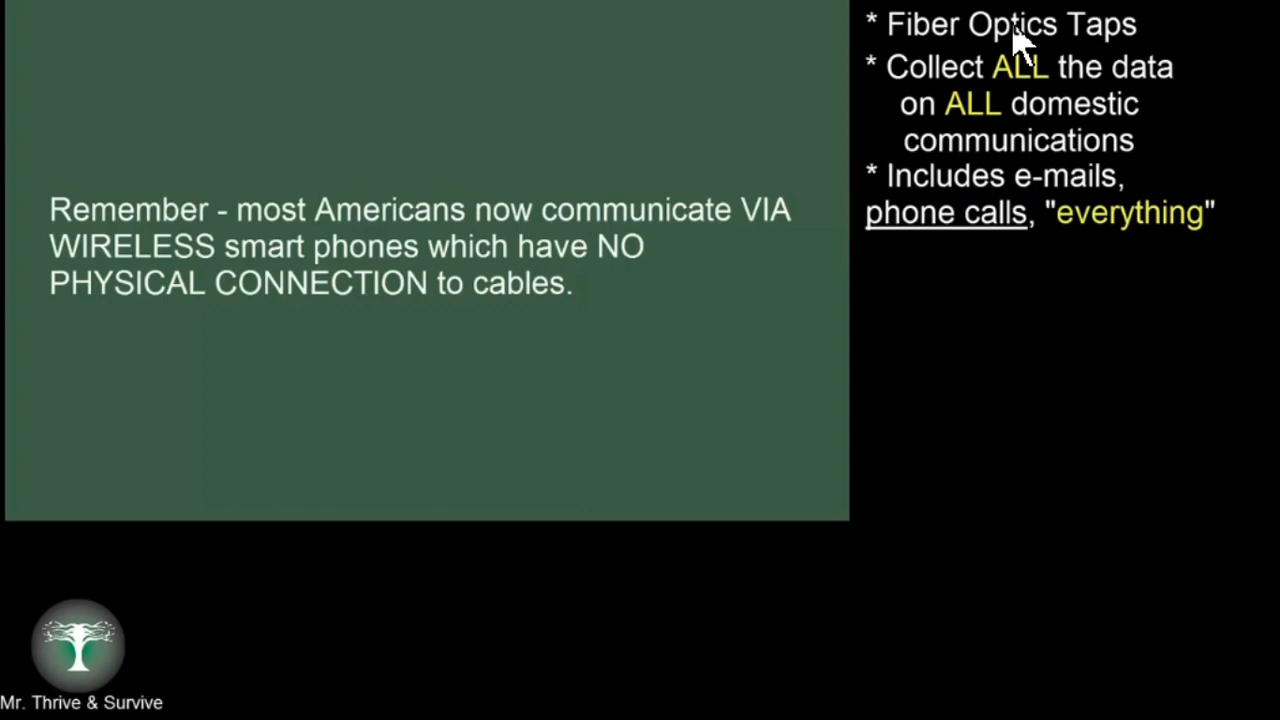 Remember - most Americans now communicate VIA
WIRELESS smart phones which have NO
PHYSICAL CONNECTION to cables.
* Fiber Optics Taps
* Collect ALL the data
on ALL domestic
communications
* Includes e-mails,
phone calls, "everything"
Mr. Thrive & Survive